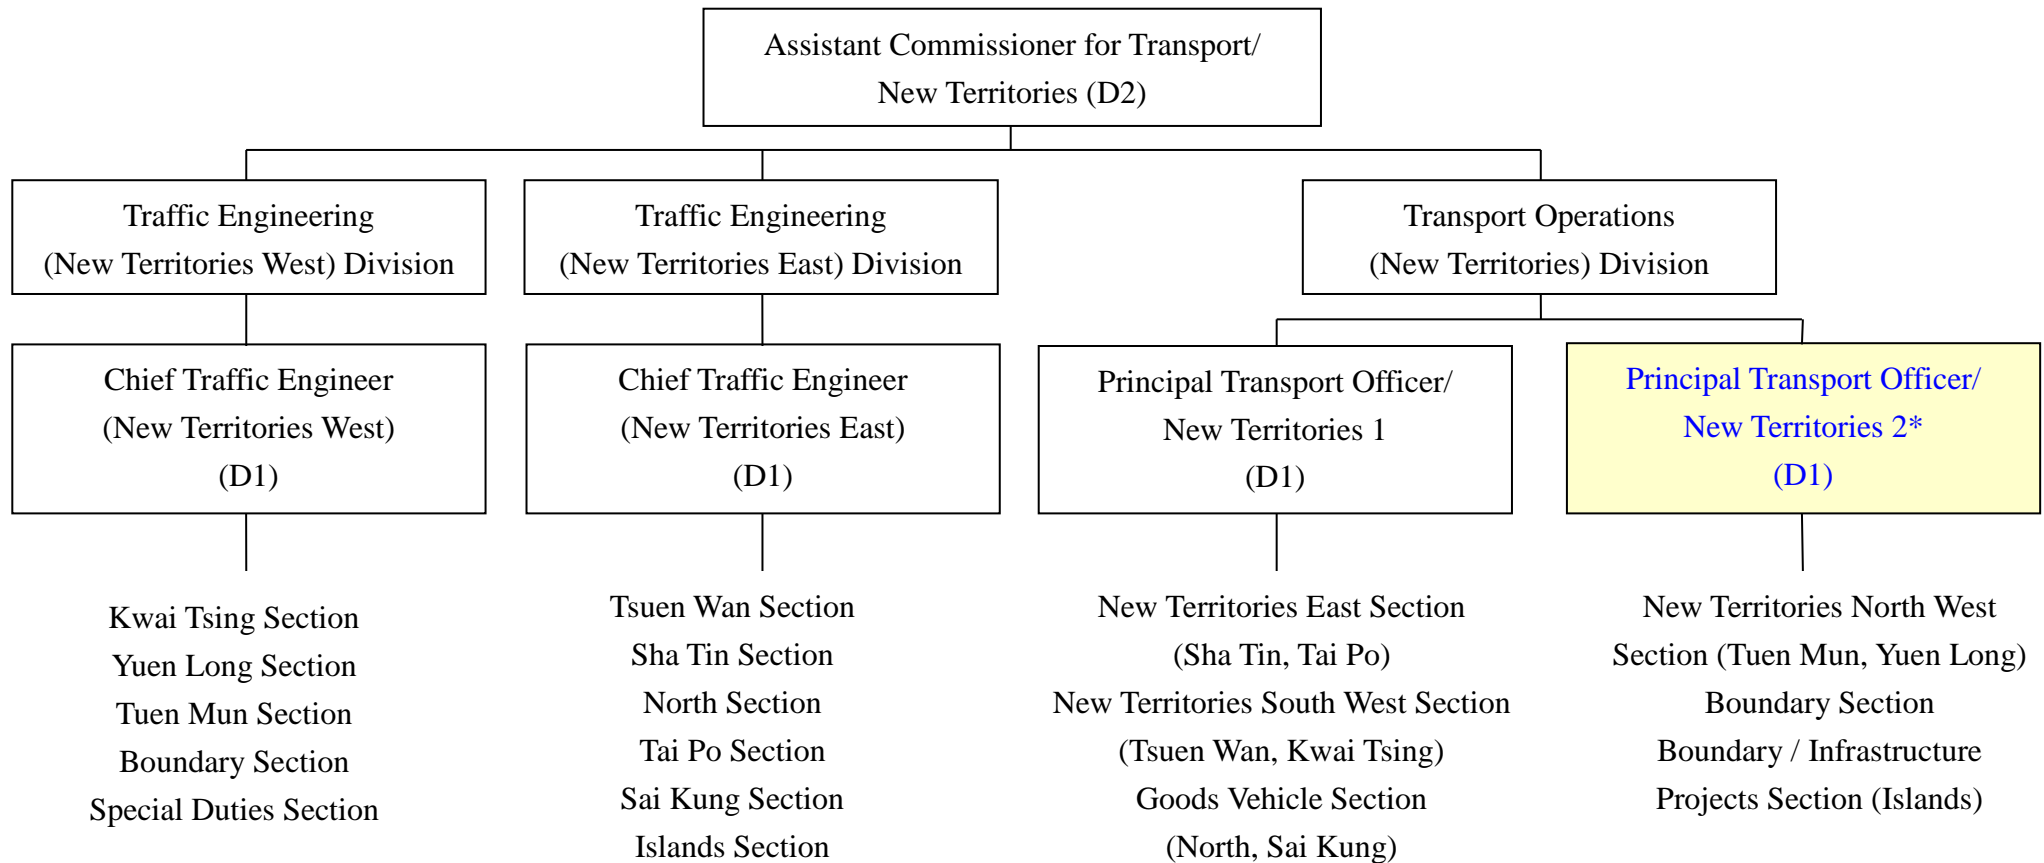 Assistant Commissioner for Transport/
New Territories (D2)
Traffic Engineering
(New Territories West) Division
Traffic Engineering
(New Territories East) Division
Transport Operations
(New Territories) Division
Chief Traffic Engineer
(New Territories West)
(D1)
Chief Traffic Engineer
(New Territories East)
(D1)
Principal Transport Officer/
New Territories 1
(D1)
Principal Transport Officer/
New Territories 2*
(D1)
Kwai Tsing Section
Yuen Long Section
Tuen Mun Section
Boundary Section
Special Duties Section
Tsuen Wan Section
Sha Tin Section
North Section
Tai Po Section
Sai Kung Section
Islands Section
New Territories East Section
(Sha Tin, Tai Po)
New Territories South West Section
(Tsuen Wan, Kwai Tsing)
Goods Vehicle Section
(North, Sai Kung)
New Territories North West
Section (Tuen Mun, Yuen Long)
Boundary Section
Boundary / Infrastructure
Projects Section (Islands)